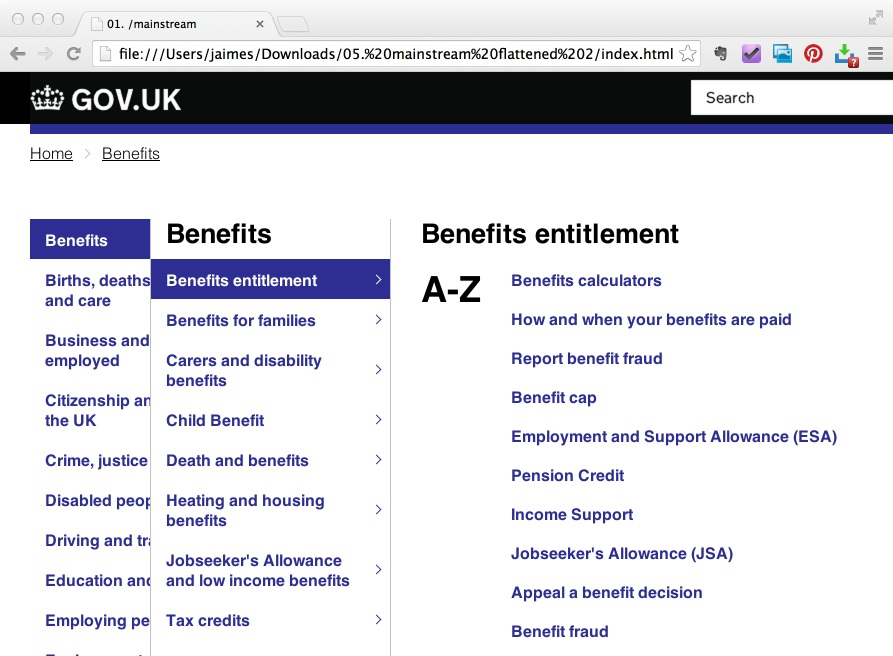 01. /mainstream
file:///Users/jaimes/Downloads/05.%20mainstream%20flattened%202/index.html
GOV.UK
Search
Home
Benefits
Benefits
Births, deaths
and care
Business and
employed
Citizenship an
the UK
Crime, justice
Disabled peop
Driving and tra
Education and
Employing pe
Benefits
Benefits entitlement
Benefits for families
Carers and disability
benefits
Child Benefit
Death and benefits
Heating and housing
benefits
Jobseeker's Allowance
and low income benefits
Tax credits
Benefits entitlement
A-Z
Benefits calculators
How and when your benefits are paid
Report benefit fraud
Benefit cap
Employment and Support Allowance (ESA)
Pension Credit
Income Support
Jobseeker's Allowance (JSA)
Appeal a benefit decision
Benefit fraud